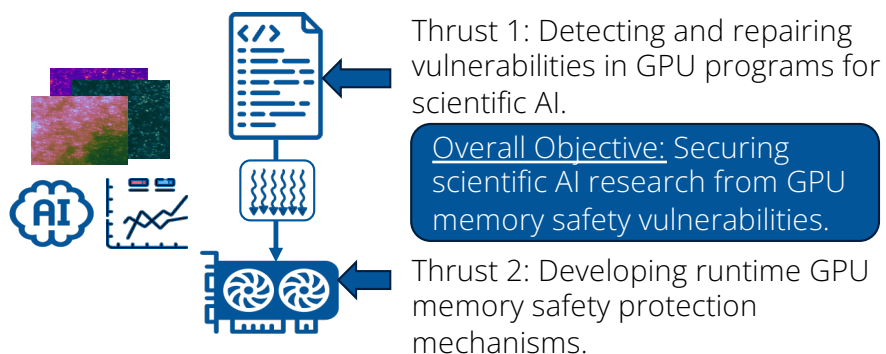 </>
Thrust 1: Detecting and repairing
vulnerabilities in GPU programs for
scientific AI.
Overall Objective: Securing
scientific AI research from GPU
memory safety vulnerabilities.
AI
Thrust 2: Developing runtime GPU
memory safety protection
mechanisms.